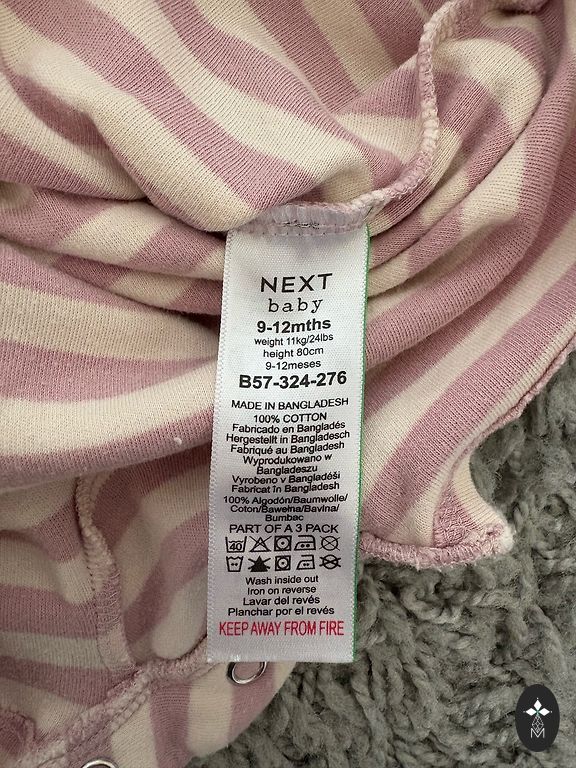 NEXT
baby
9-12mths
weight 11kg/24lbs
height 80cm
9-12meses
B57-324-276
MADE IN BANGLADESH
100% COTTON
Fabricado en Bangladés
Hergestellt in Bangladesch
Fabriqué au Bangladesh
Wyprodukowano w
Bangladeszu
Vyrobeno v Bangladéši
Fabricat în Bangladesh
100% Algodón/Baumwolle/
Coton/Bawełna/Bavlna/
Bumbac
PART OF A 3 PACK
40
Wash inside out
Iron on reverse
Lavar del revés
Planchar por el revés
KEEP AWAY FROM FIRE
M